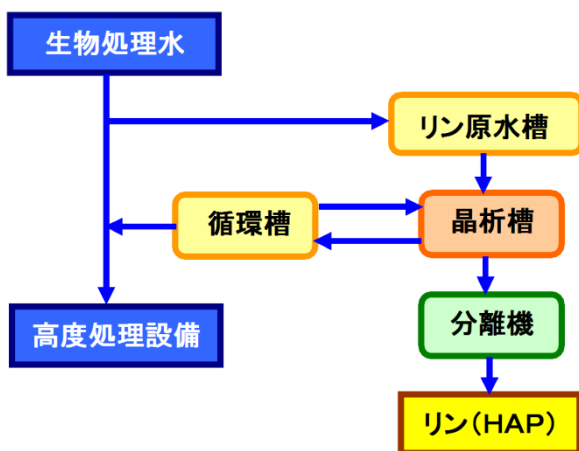 生物処理水
リン原水槽
循環槽
晶析槽
高度処理設備
分離機
リン(HAP)